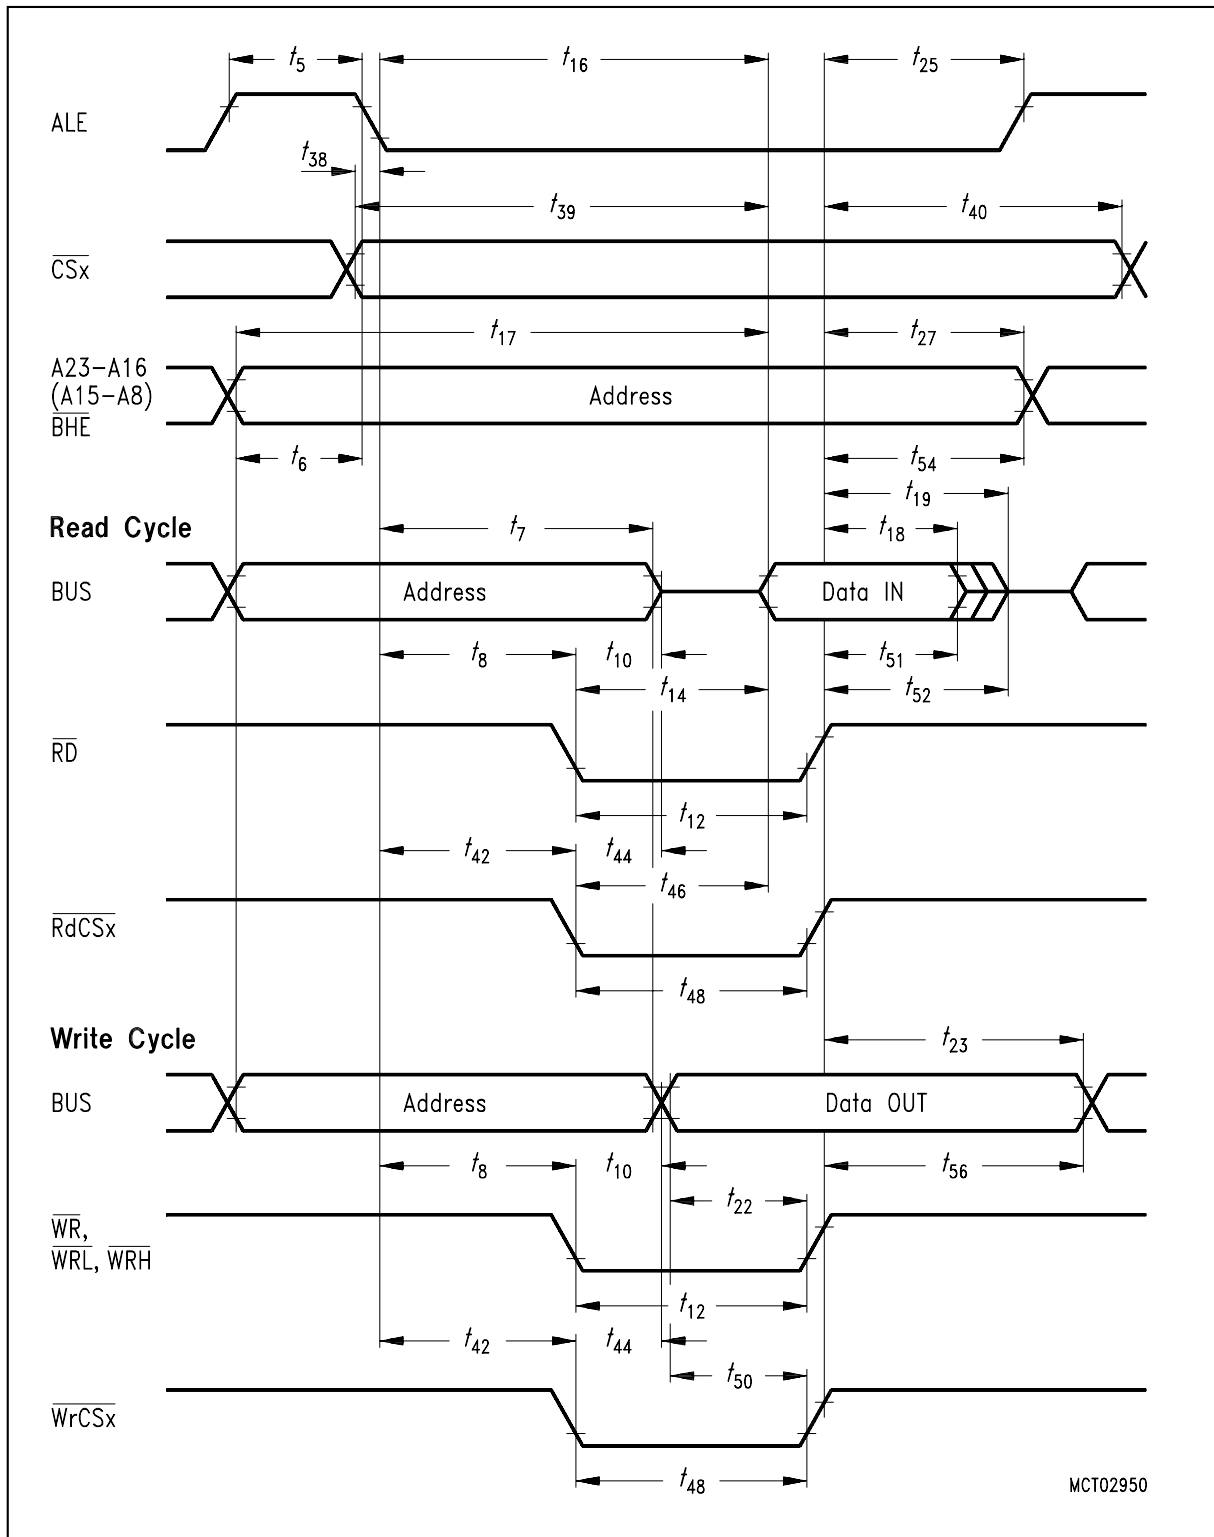 t5 t16 t25
ALE
t38
t39 t40
CSx
t17 t27
A23-A16
(A15-A8)
BHE
Address
t6 t54
t19
Read Cycle
t7 t18
BUS Address Data IN
t8 t10 t51
t14 t52
RD
t12
t42 t44
t46
RdCSx
t48
Write Cycle
t23
BUS Address Data OUT
t8 t10 t56
t22
WR,
WRL, WRH
t12
t42 t44
t50
WrCSx
t48
MCT02950